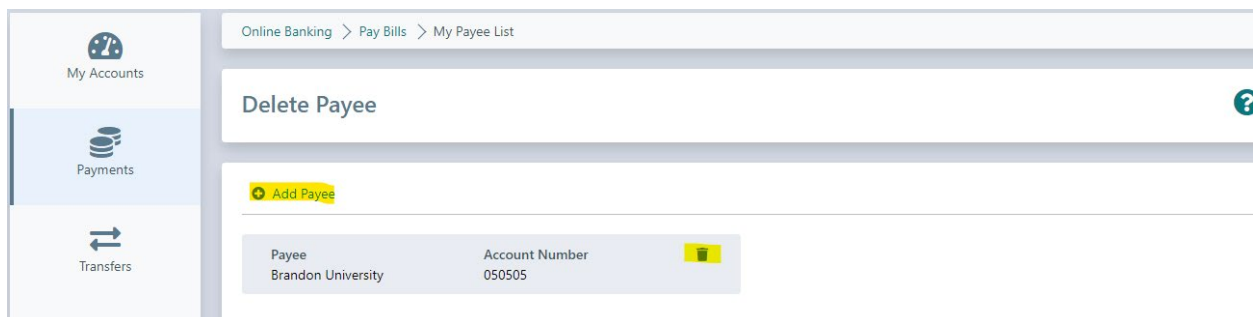 My Accounts
Payments
Transfers
Online Banking > Pay Bills > My Payee List
Delete Payee
?
Add Payee
Payee Account Number
Brandon University 050505